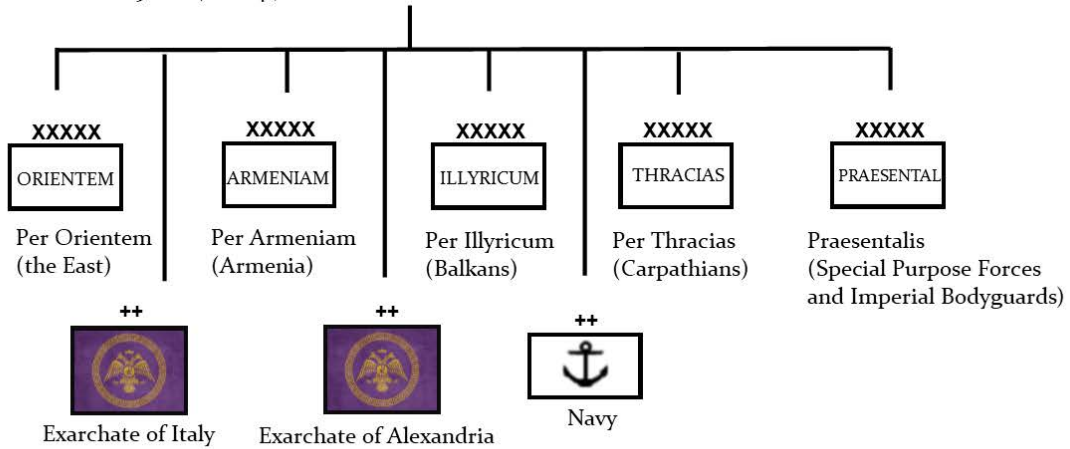 XXXXX
XXXXX
XXXXX
XXXXX
XXXXX
ORIENTEM
ARMENIAM
ILLYRICUM
THRACIAS
PRAESENTAL
Per Orientem
(the East)
Per Armeniam
(Armenia)
Per Illyricum
(Balkans)
Per Thracias
(Carpathians)
Praesentalis
(Special Purpose Forces
and Imperial Bodyguards)
++
++
++
Exarchate of Italy
Exarchate of Alexandria
Navy